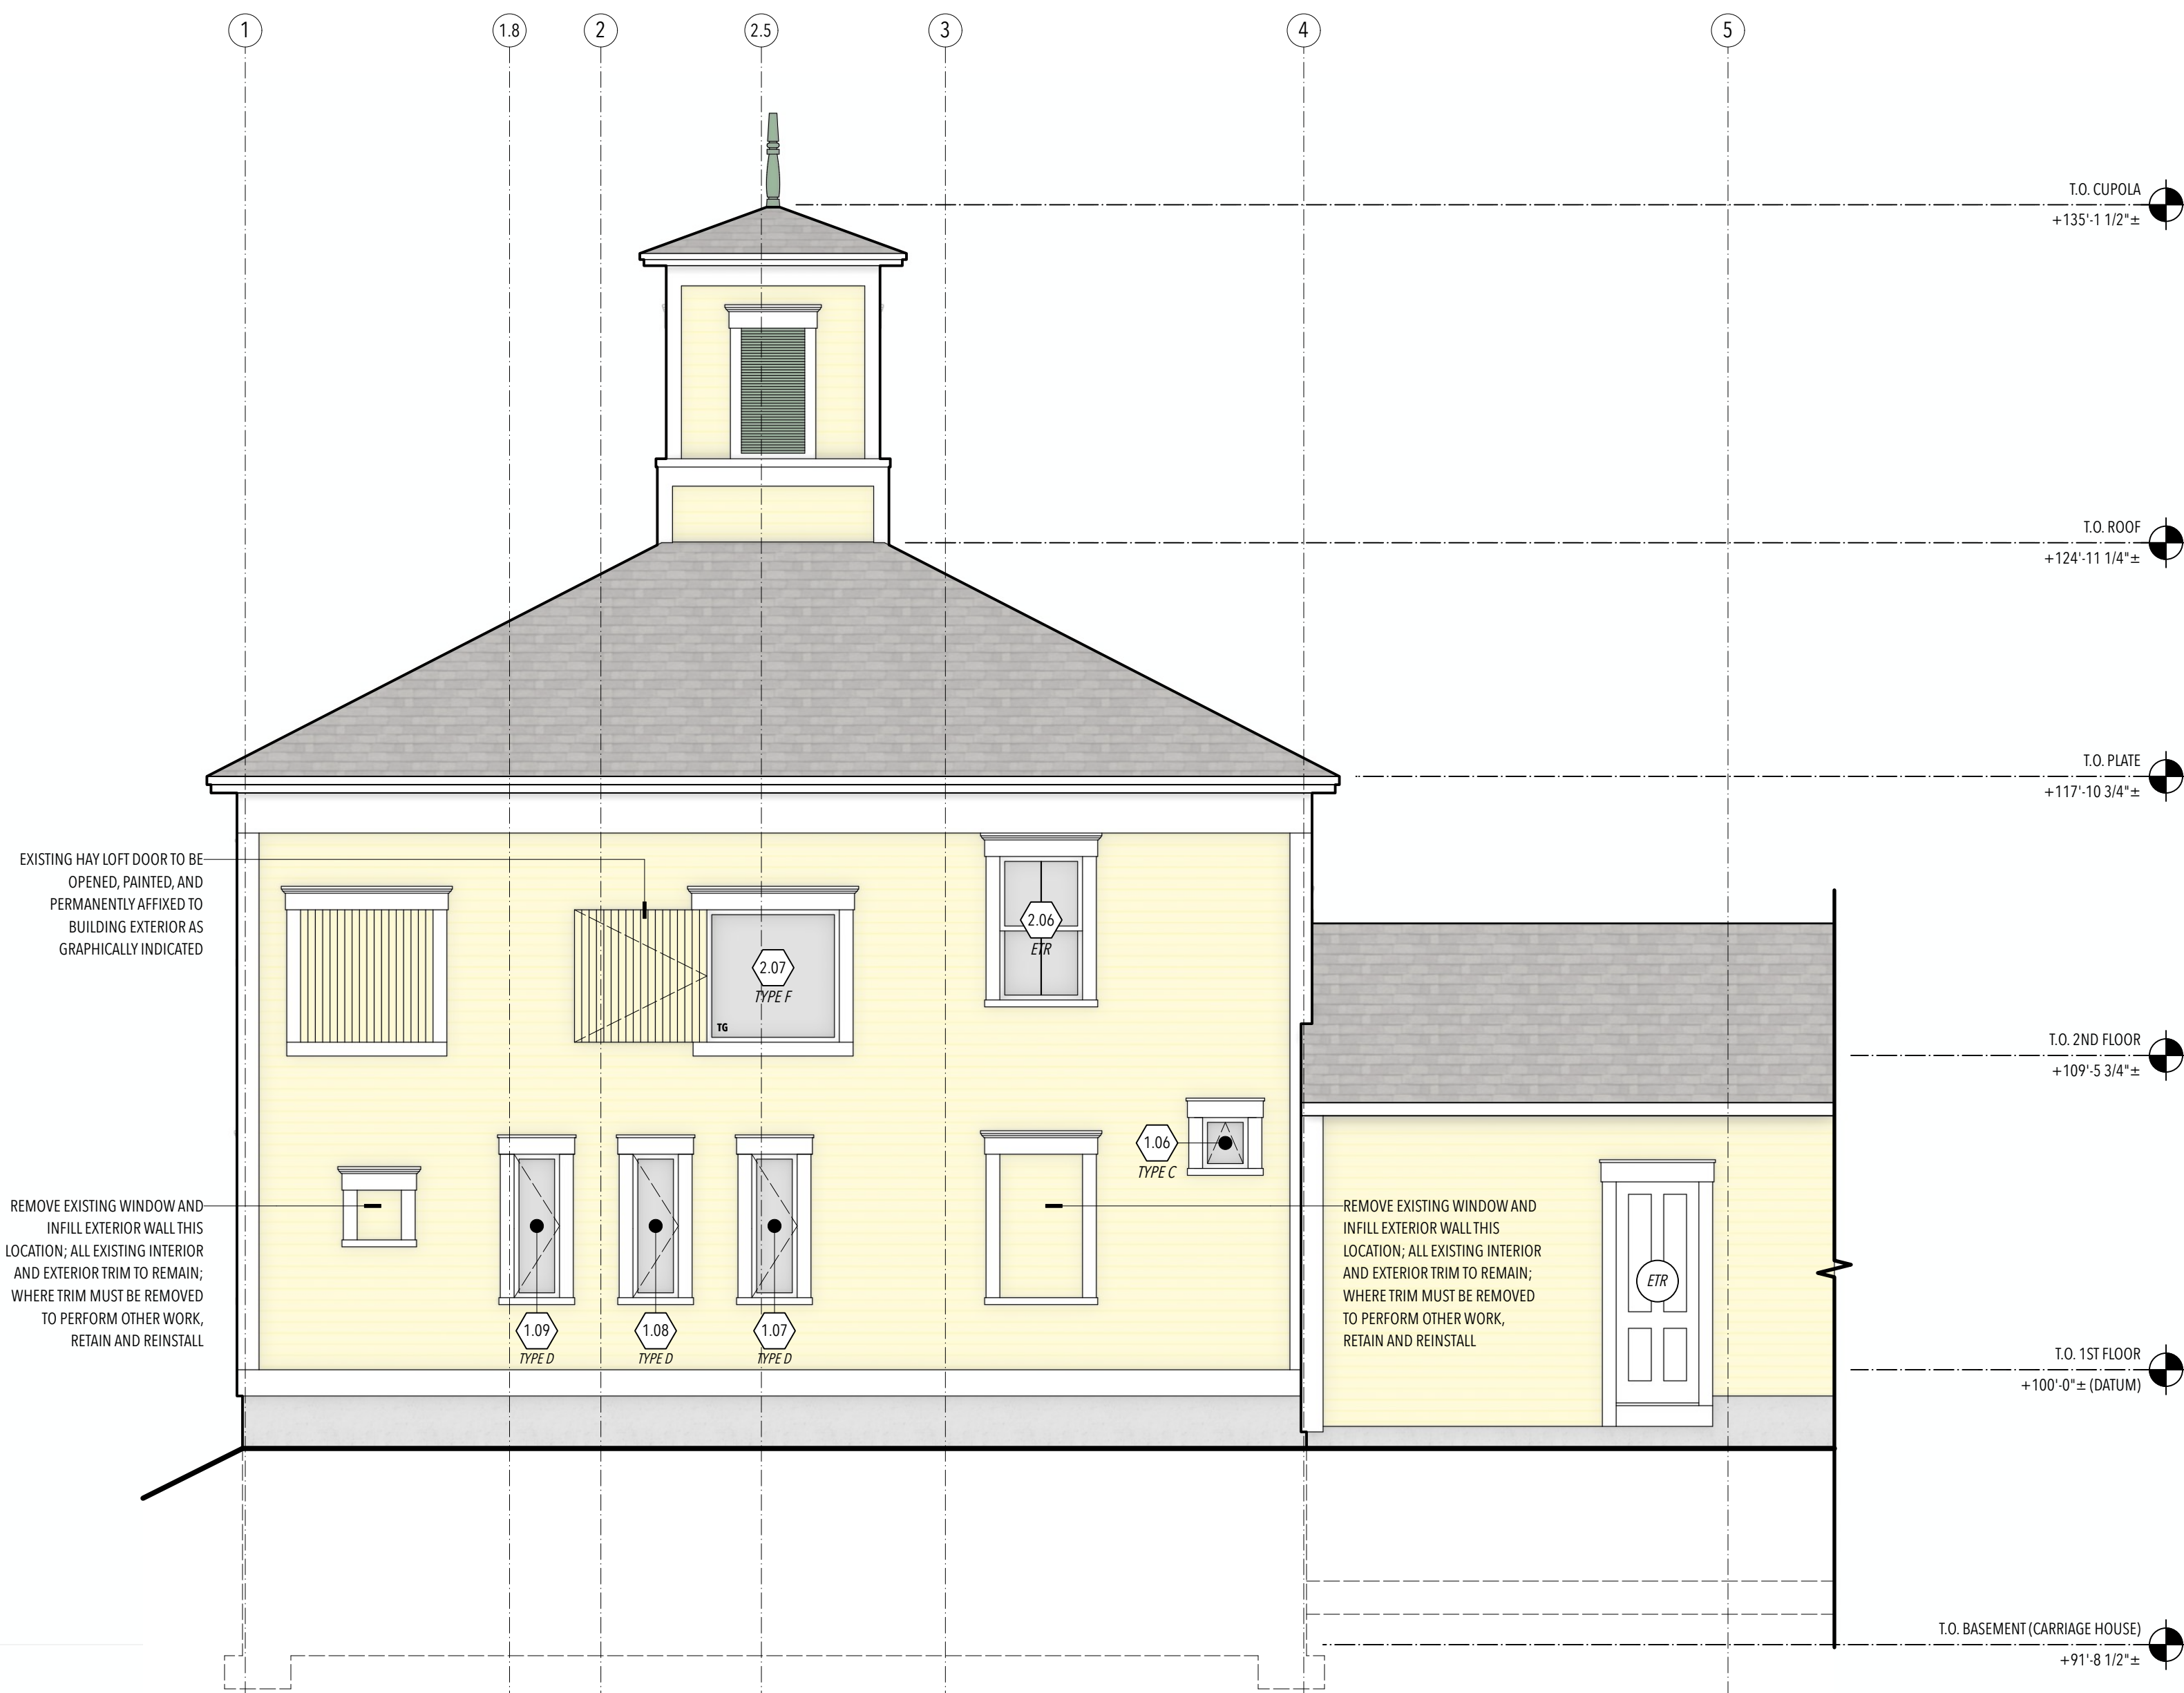 1
1.8
2
2.5
3
4
5
T.O. CUPOLA
+135'-1 1/2"±
T.O. ROOF
+124'-11 1/4"±
T.O. PLATE
+117'-10 3/4"±
EXISTING HAY LOFT DOOR TO BE
OPENED, PAINTED, AND
PERMANENTLY AFFIXED TO
BUILDING EXTERIOR AS
GRAPHICALLY INDICATED
2.06
ETR
2.07
TYPE F
TG
T.O. 2ND FLOOR
+109'-5 3/4"±
1.06
TYPE C
REMOVE EXISTING WINDOW AND
INFILL EXTERIOR WALL THIS
LOCATION; ALL EXISTING INTERIOR
AND EXTERIOR TRIM TO REMAIN;
WHERE TRIM MUST BE REMOVED
TO PERFORM OTHER WORK,
RETAIN AND REINSTALL
1.09
TYPE D
1.08
TYPE D
1.07
TYPE D
REMOVE EXISTING WINDOW AND
INFILL EXTERIOR WALL THIS
LOCATION; ALL EXISTING INTERIOR
AND EXTERIOR TRIM TO REMAIN;
WHERE TRIM MUST BE REMOVED
TO PERFORM OTHER WORK,
RETAIN AND REINSTALL
ETR
T.O. 1ST FLOOR
+100'-0"± (DATUM)
T.O. BASEMENT (CARRIAGE HOUSE)
+91'-8 1/2"±